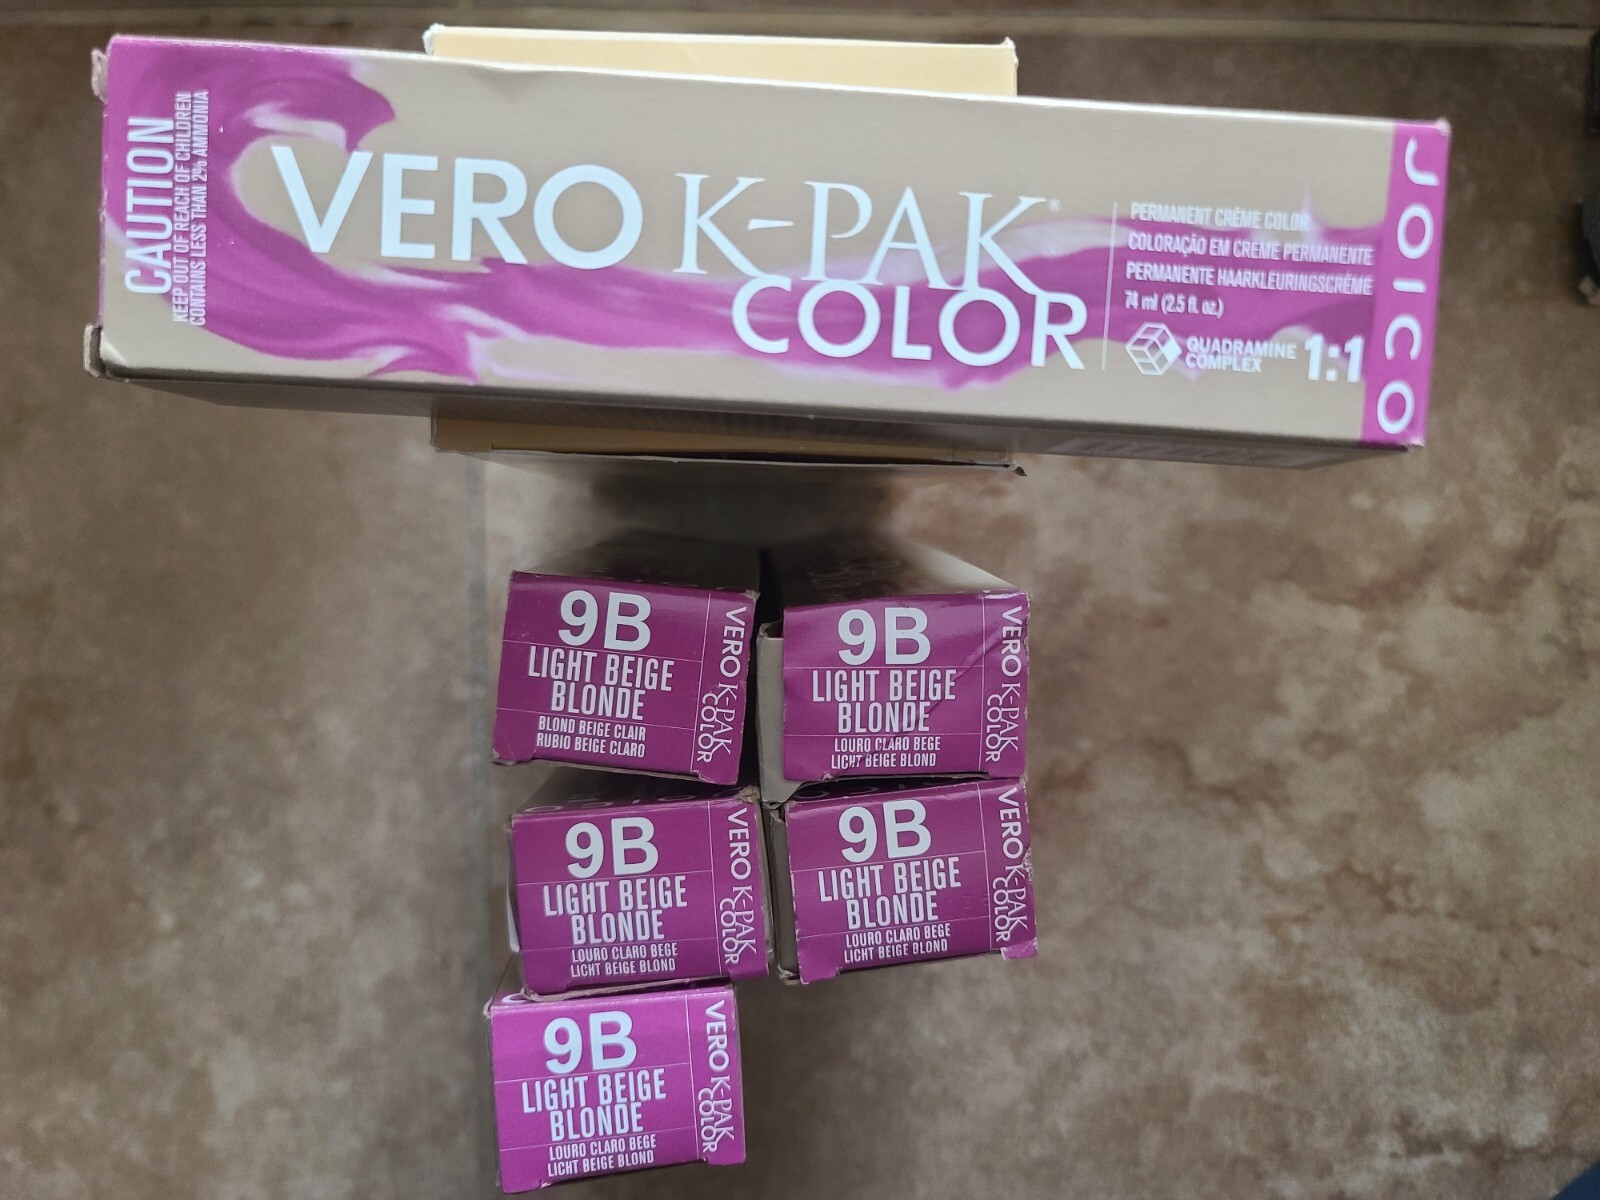 CAUTION
KEEP OUT OF REACH OF CHILDREN
CONTAINS LESS THAN 2% AMMONIA
VERO K-PAK®
COLOR
PERMANENT CRÈME COLOR
COLORAÇÃO EM CREME PERMANENTE
PERMANENTE HAARKLEURINGSCRÈME
74 ml (2.5 fl. oz.)
QUADRAMINE
COMPLEX
1:1
JOICO
9B
LIGHT BEIGE
BLONDE
BLOND BEIGE CLAIR
RUBIO BEIGE CLARO
VERO K-PAK
COLOR
9B
LIGHT BEIGE
BLONDE
LOURO CLARO BEGE
LICHT BEIGE BLOND
VERO K-PAK
COLOR
9B
LIGHT BEIGE
BLONDE
LOURO CLARO BEGE
LICHT BEIGE BLOND
VERO K-PAK
COLOR
9B
LIGHT BEIGE
BLONDE
LOURO CLARO BEGE
LICHT BEIGE BLOND
VERO K-PAK
COLOR
9B
LIGHT BEIGE
BLONDE
LOURO CLARO BEGE
LICHT BEIGE BLOND
VERO K-PAK
COLOR